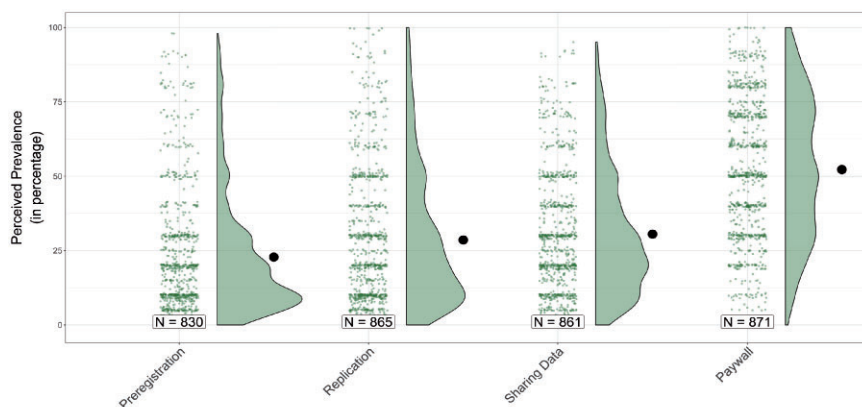 Perceived Prevalence
(in percentage)
100
75
50
25
0
N = 830
N = 865
N = 861
N = 871
Preregistration
Replication
Sharing Data
Paywall